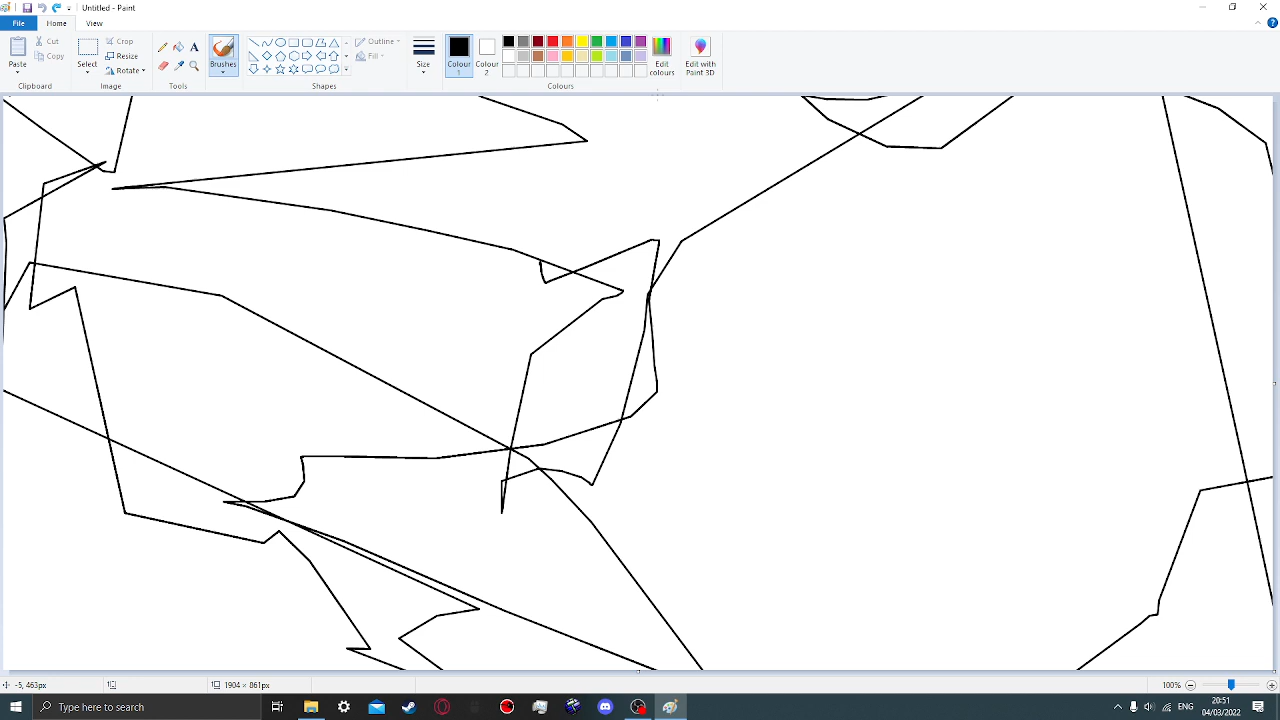 Untitled - Paint
File Home View
Paste
Cut
Copy
Clipboard
Select
Crop
Resize
Rotate
Image
Tools
Brushes
Shapes
Outline
Fill
Size
Colour 1
Colour 2
Edit colours
Colours
Edit with Paint 3D
-5, 463px
1904 × 861px
100%
Type here to search
ENG
20:51
04/03/2022